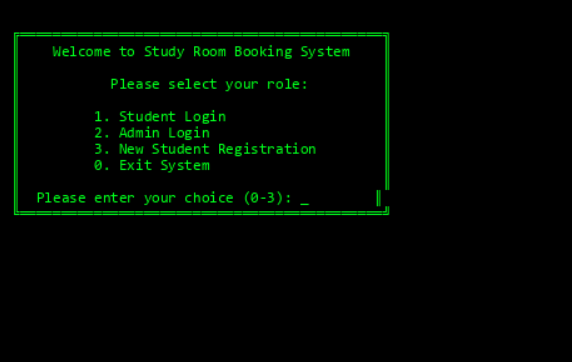 Welcome to Study Room Booking System
Please select your role:
1. Student Login
2. Admin Login
3. New Student Registration
0. Exit System
Please enter your choice (0-3): _